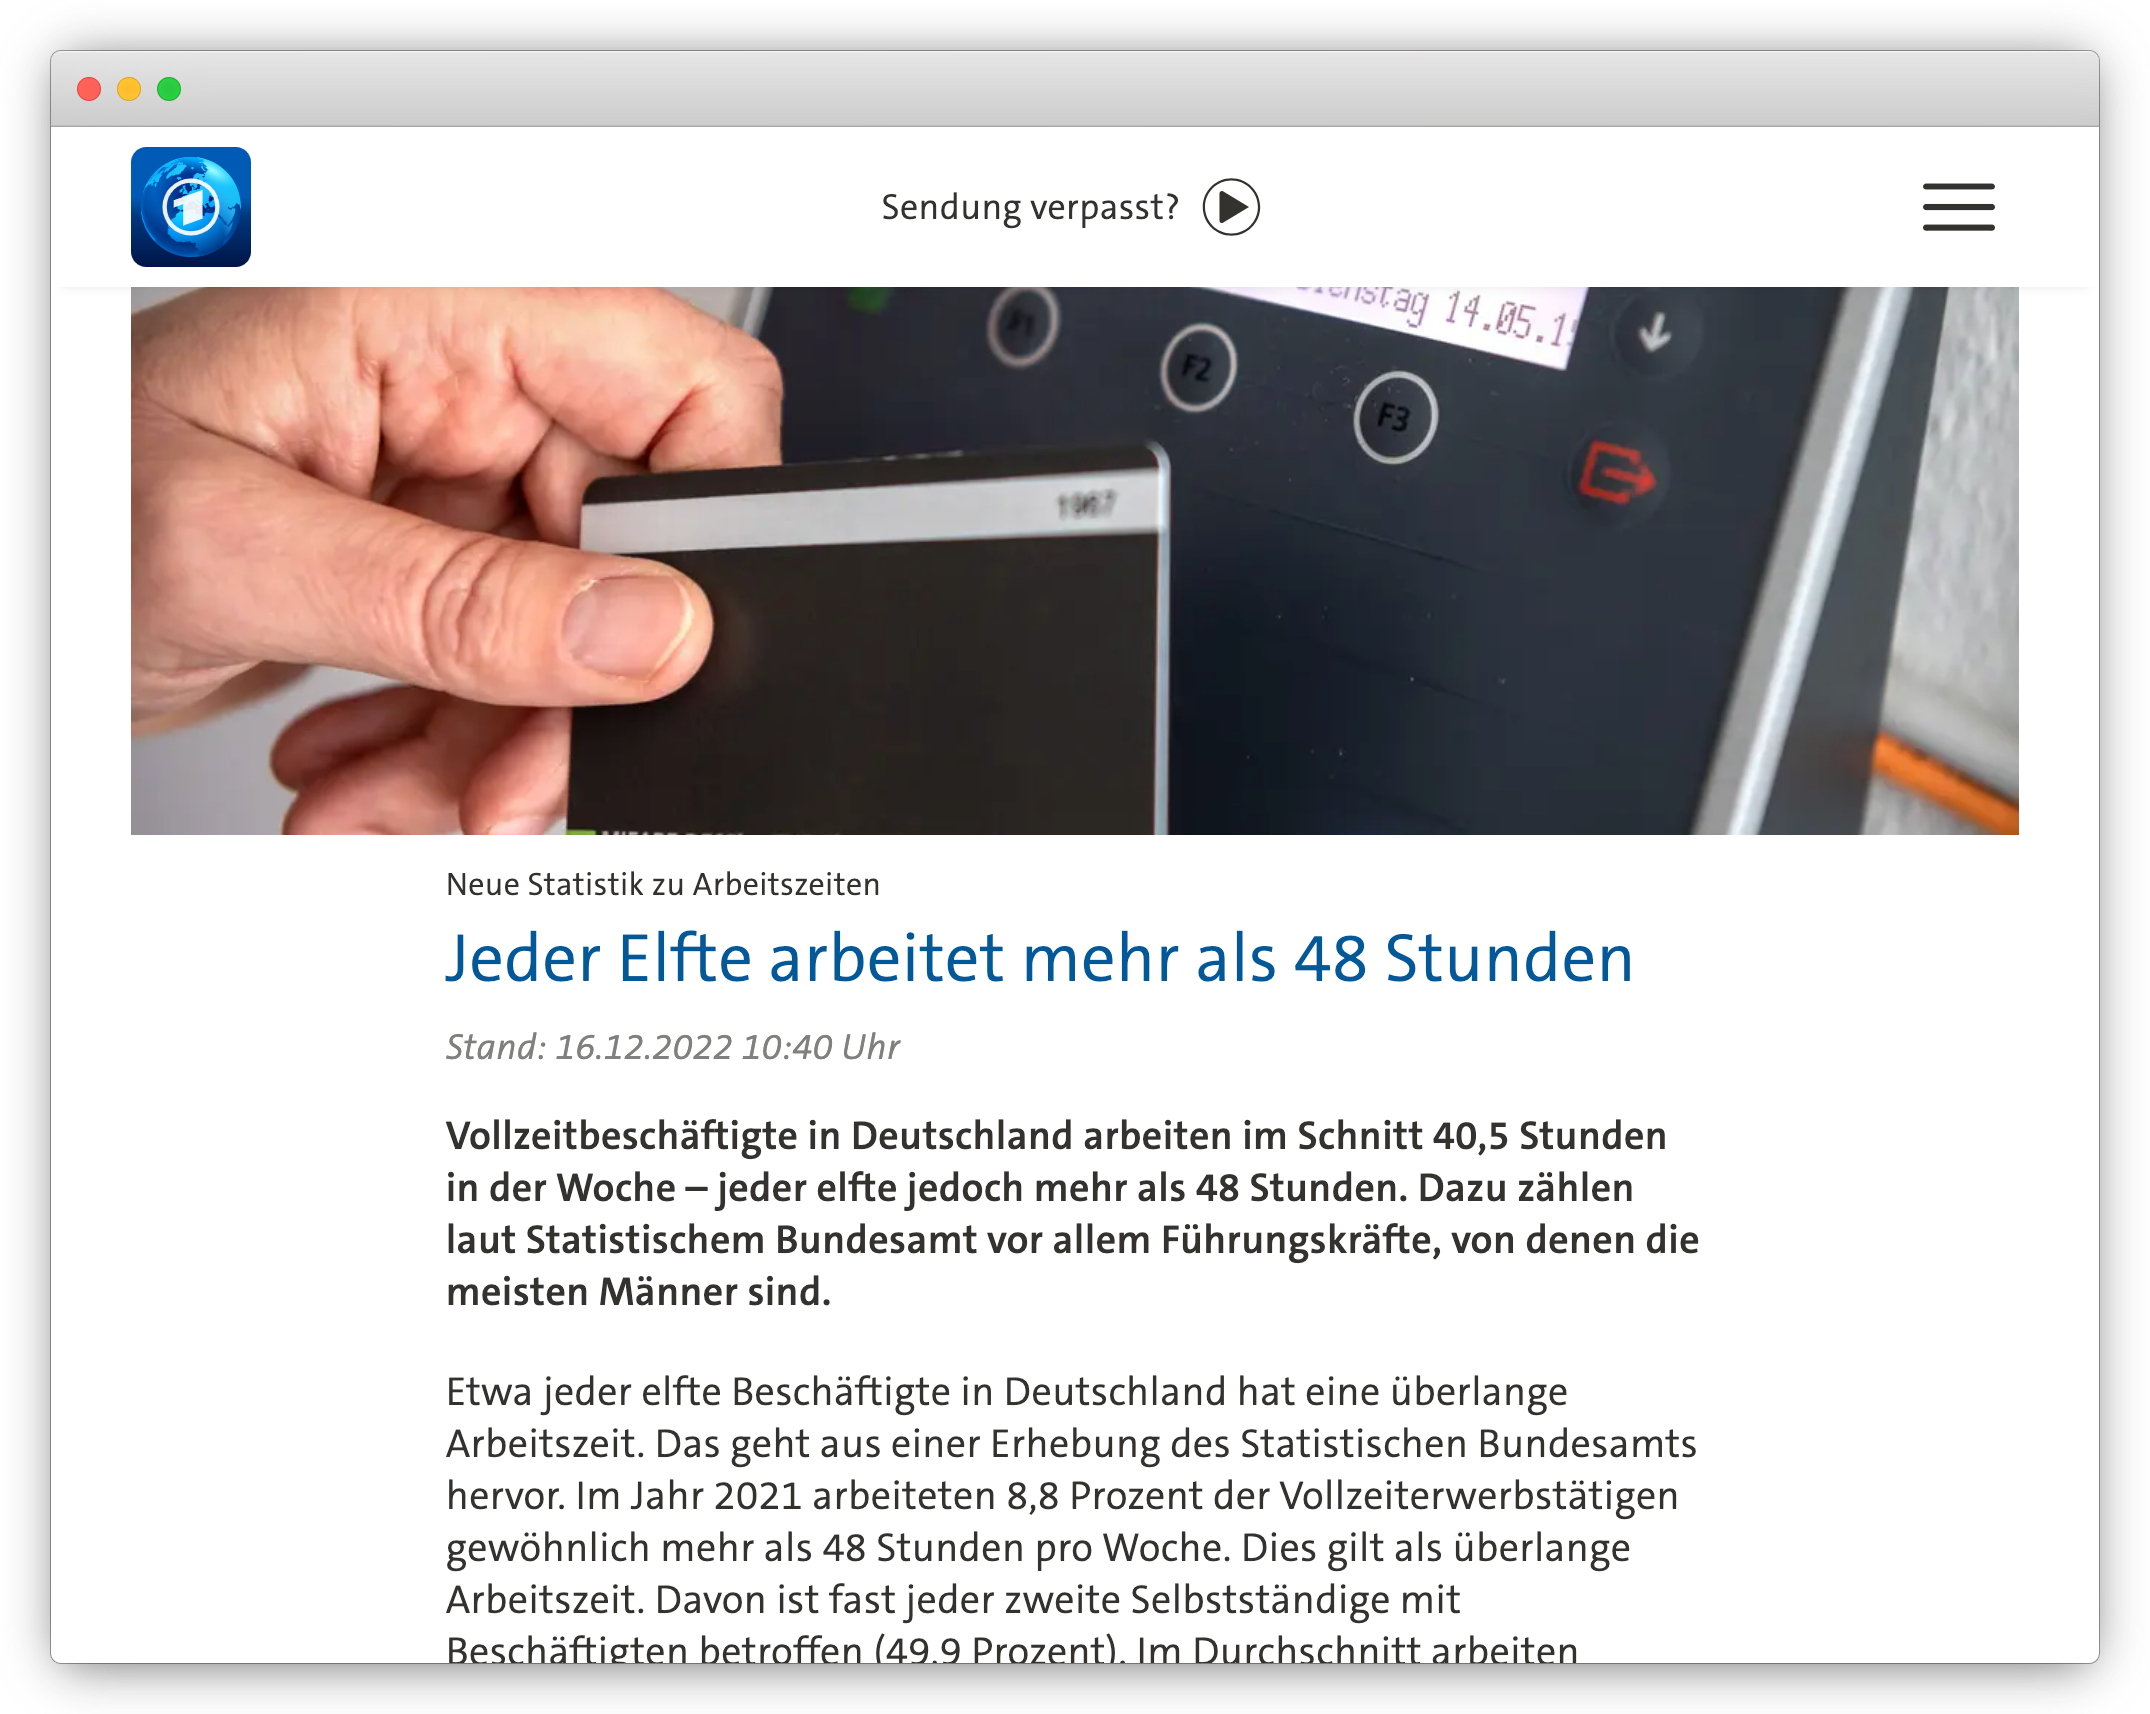 Sendung verpasst?
Dienstag 14.05.1
F1
F2
F3
1967
Neue Statistik zu Arbeitszeiten
Jeder Elfte arbeitet mehr als 48 Stunden
Stand: 16.12.2022 10:40 Uhr
Vollzeitbeschäftigte in Deutschland arbeiten im Schnitt 40,5 Stunden
in der Woche – jeder elfte jedoch mehr als 48 Stunden. Dazu zählen
laut Statistischem Bundesamt vor allem Führungskräfte, von denen die
meisten Männer sind.
Etwa jeder elfte Beschäftigte in Deutschland hat eine überlange
Arbeitszeit. Das geht aus einer Erhebung des Statistischen Bundesamts
hervor. Im Jahr 2021 arbeiteten 8,8 Prozent der Vollzeiterwerbstätigen
gewöhnlich mehr als 48 Stunden pro Woche. Dies gilt als überlange
Arbeitszeit. Davon ist fast jeder zweite Selbstständige mit
Beschäftigten betroffen (49,9 Prozent). Im Durchschnitt arbeiten